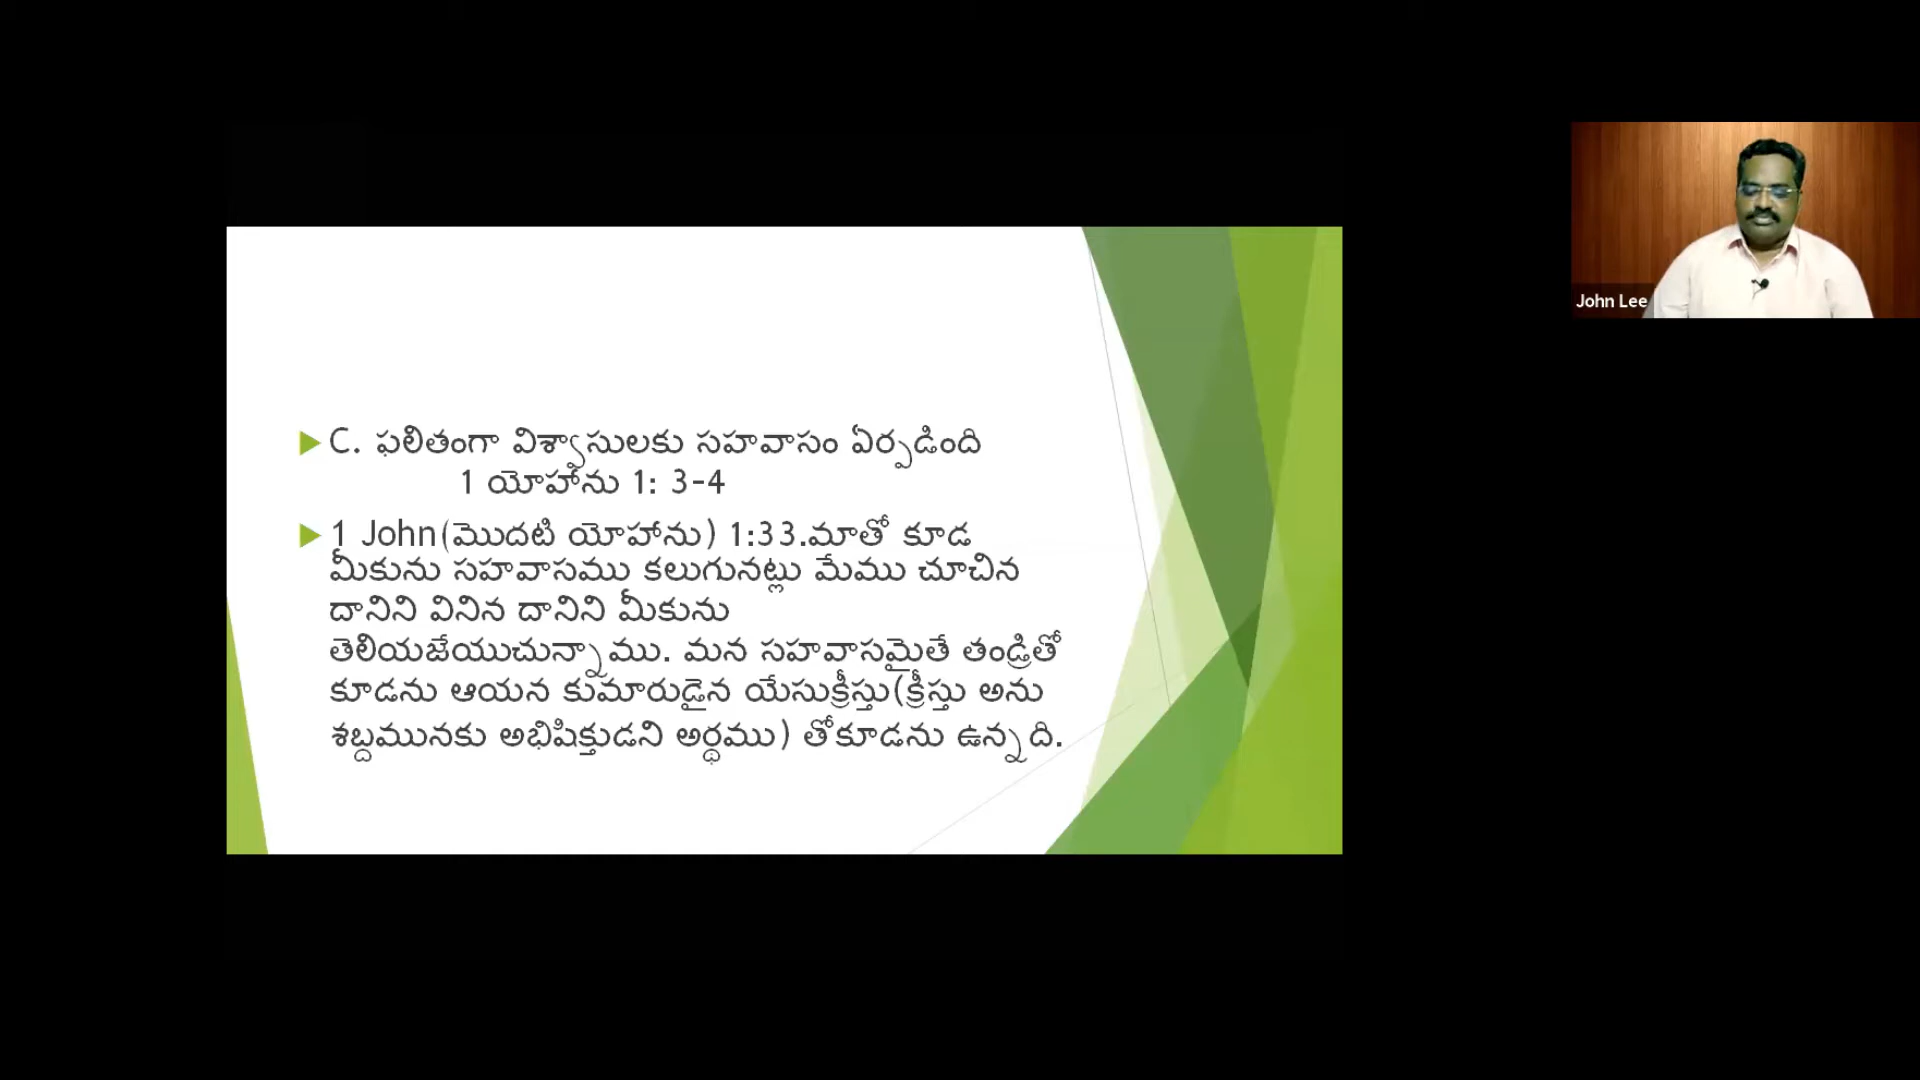 C. ఫలితంగా విశ్వాసులకు సహవాసం ఏర్పడింది
1 యోహాను 1: 3-4
1 John(మొదటి యోహాను) 1:33.మాతో కూడ
మీకును సహవాసము కలుగునట్లు మేము చూచిన
దానిని వినిన దానిని మీకును
తెలియజేయుచున్నాము. మన సహవాసమైతే తండ్రితో
కూడను ఆయన కుమారుడైన యేసుక్రీస్తు(క్రీస్తు అను
శబ్దమునకు అభిషిక్తుడని అర్థము) తోకూడను ఉన్నది.
John Lee